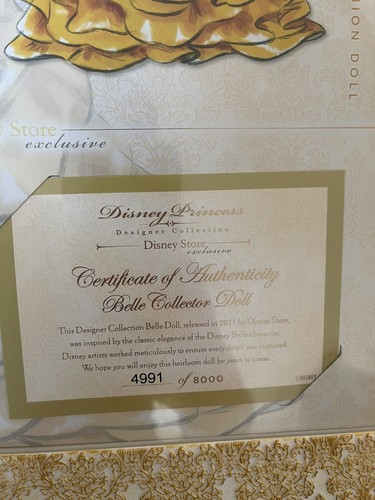 ION DOLL
y Store
exclusive
Disney Princess
Designer Collection
Disney Store
exclusive
Certificate of Authenticity
Belle Collector Doll
This Designer Collection Belle Doll, released in 2011 by Disney Store,
was inspired by the classic elegance of the Disney Belle character.
Disney artists worked meticulously to ensure every detail was captured.
We hope you will enjoy this heirloom doll for years to come.
4991 of 8000
© DISNEY